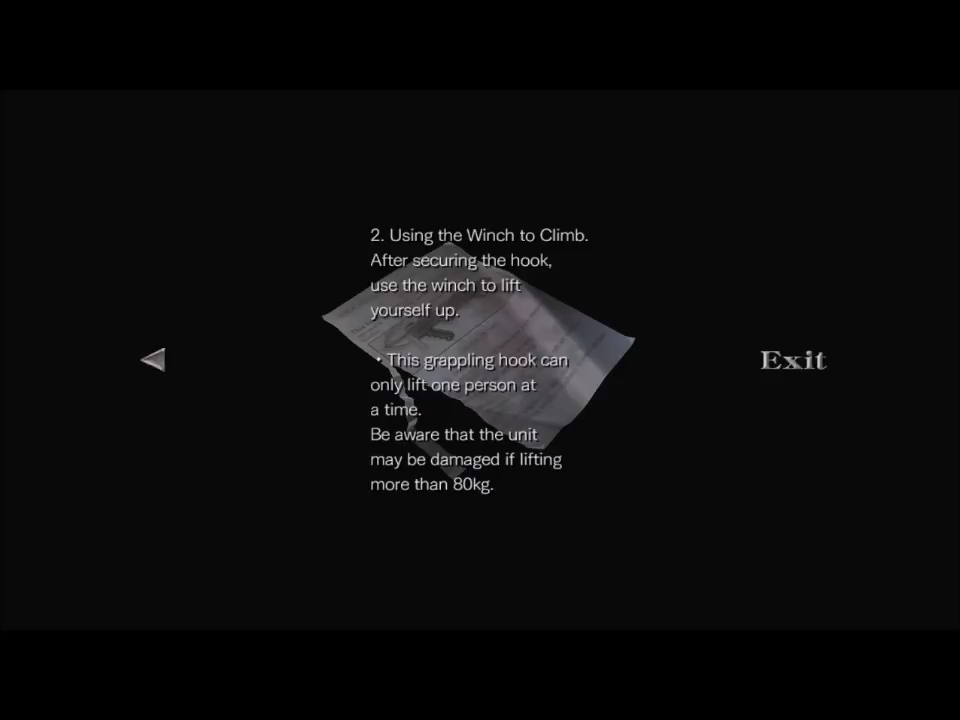 2. Using the Winch to Climb.
After securing the hook,
use the winch to lift
yourself up.
・This grappling hook can
only lift one person at
a time.
Be aware that the unit
may be damaged if lifting
more than 80kg.
Exit